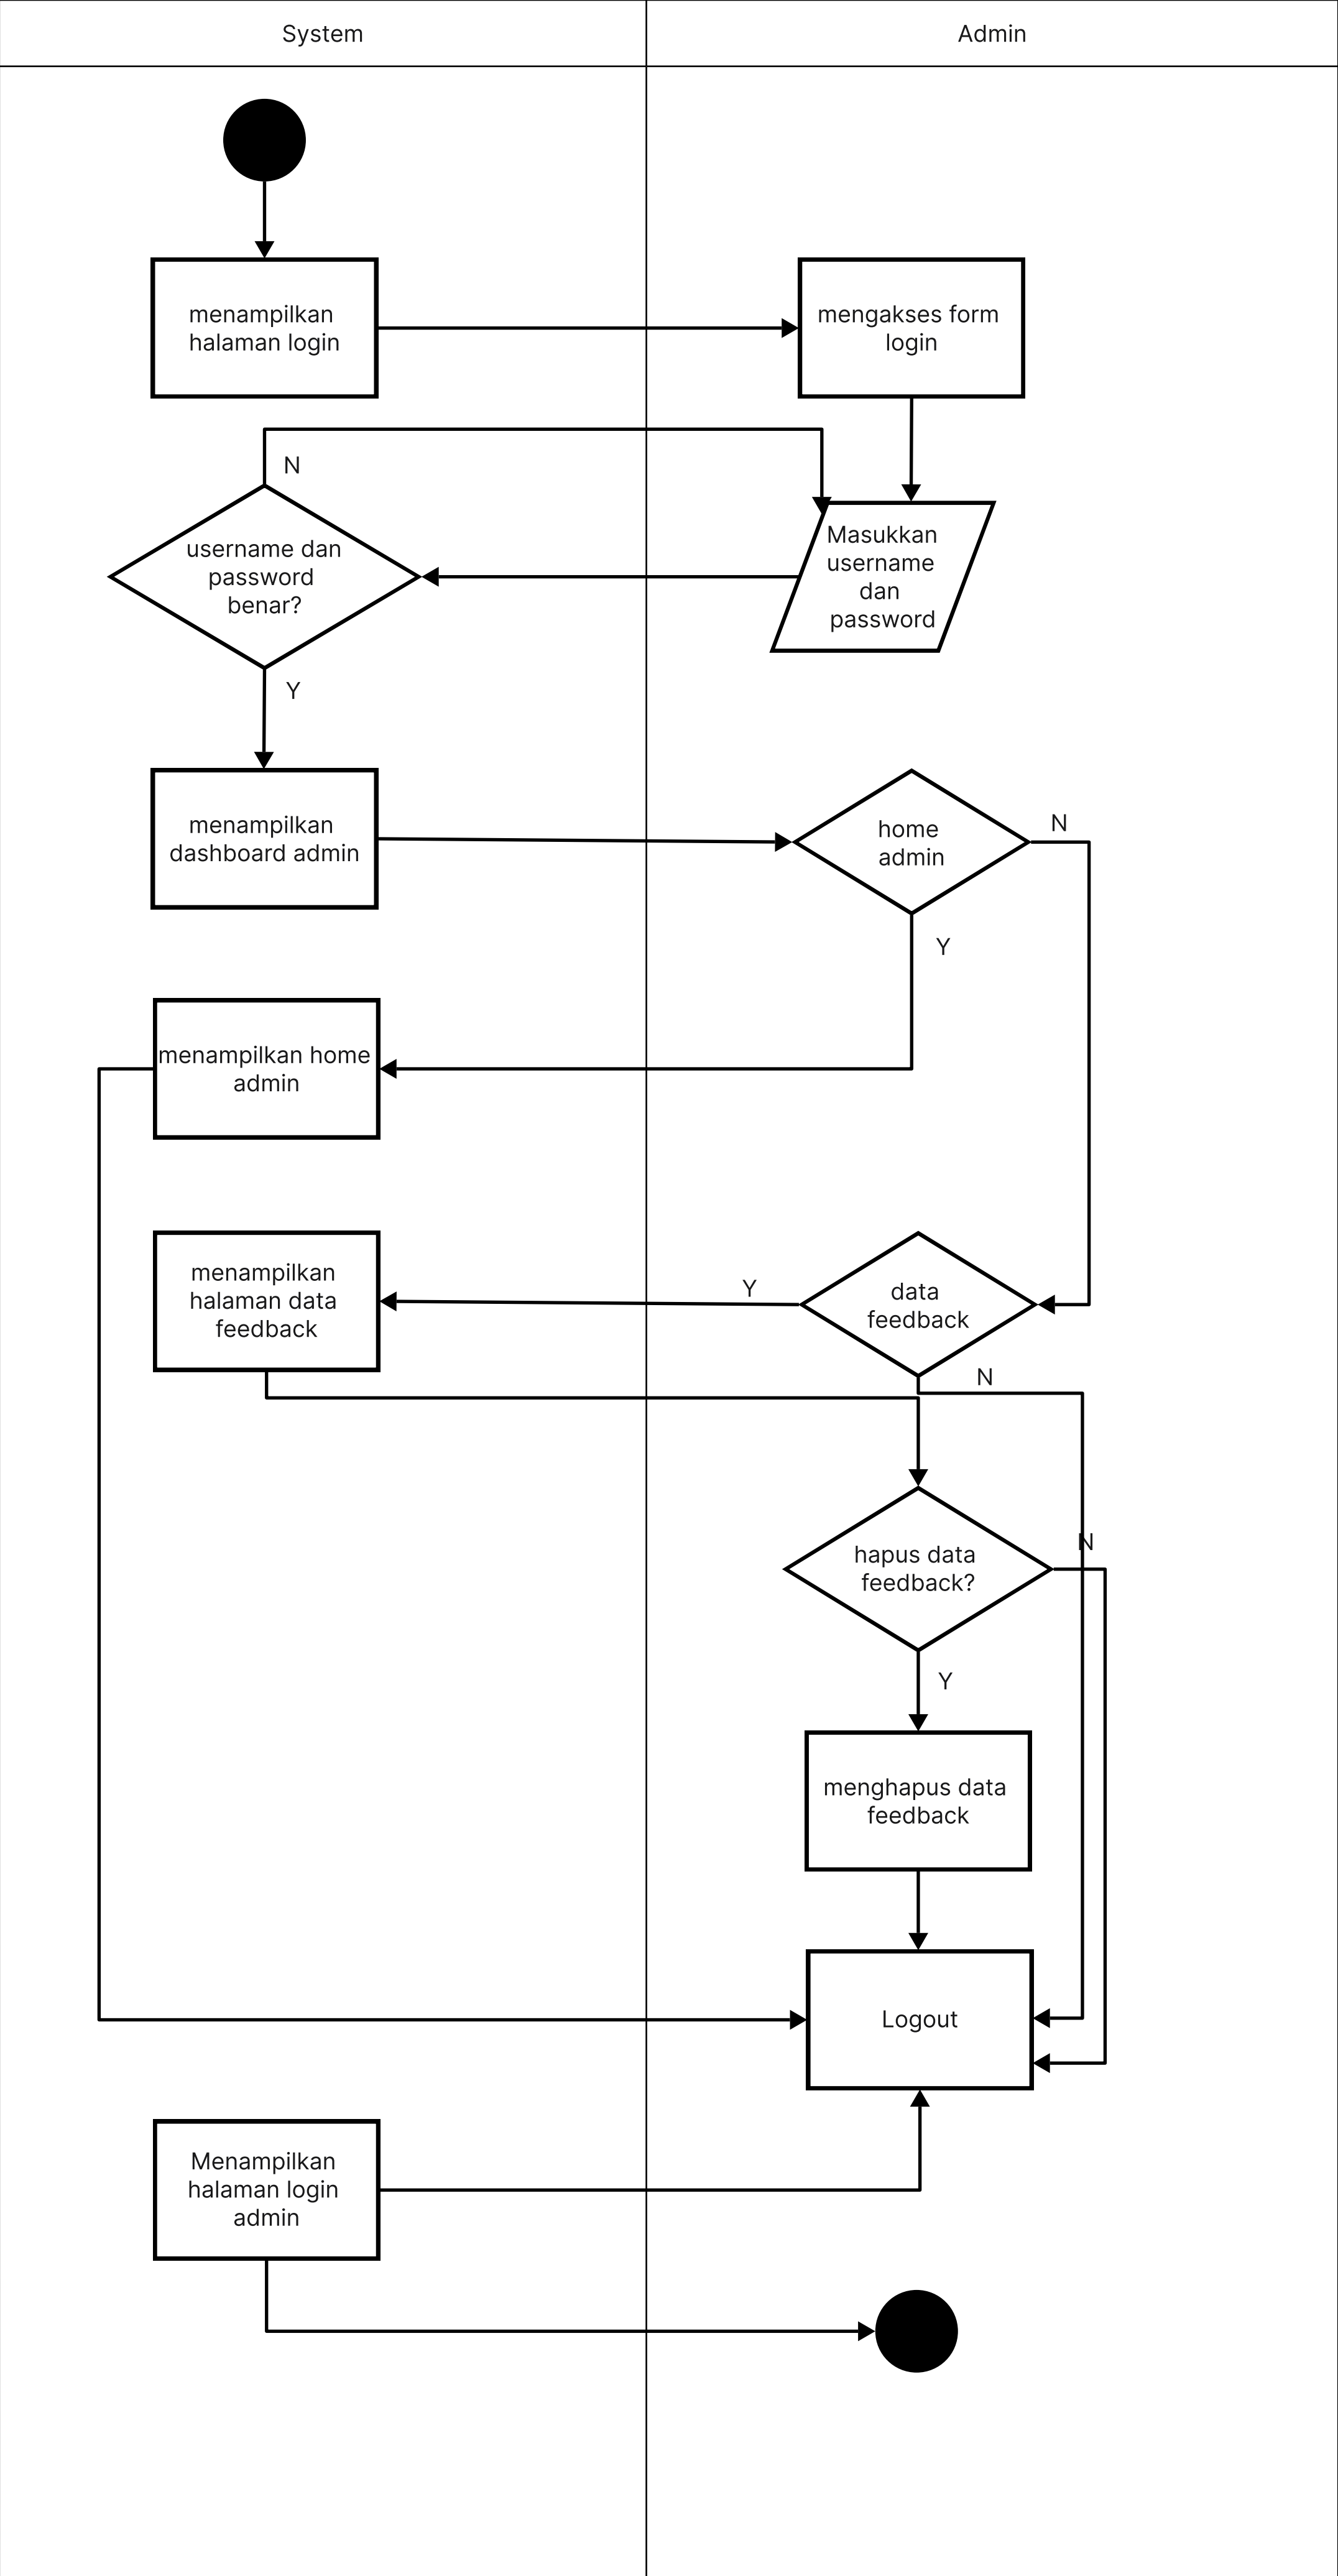 System
Admin
menampilkan
halaman login
mengakses form
login
N
username dan
password
benar?
Masukkan
username
dan
password
Y
menampilkan
dashboard admin
home
admin
N
Y
menampilkan home
admin
menampilkan
halaman data
feedback
Y
data
feedback
N
hapus data
feedback?
N
Y
menghapus data
feedback
Logout
Menampilkan
halaman login
admin